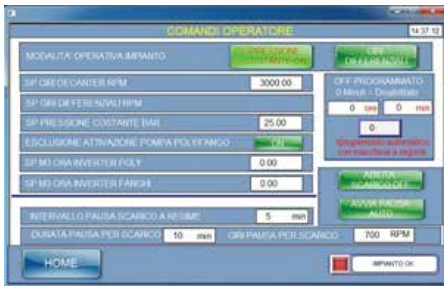 COMANDI OPERATORE
14:37:12
MODALITA' OPERATIVA IMPIANTO
PRESSIONE
COSTANTE ON
GIRI
DIFFERENZIALI
SP GIRI DECANTER RPM
3000.00
SP GIRI DIFFERENZIALI RPM
SP PRESSIONE COSTANTE BAR
25.00
ESCLUSIONE ATTIVAZIONE POMPA POLY/FANGO
ON
SP M3 ORA INVERTER POLY
0.00
SP M3 ORA INVERTER FANGHI
0.00
OFF PROGRAMMATO
0 Minuti = Disabilitato
0 ore 0 min
0
spegnimento automatico
con macchina a regime
ABILITA
SCARICO OFF
AVVIA PAUSA
AUTO
INTERVALLO PAUSA SCARICO A REGIME
5 min
DURATA PAUSA PER SCARICO 10 min GIRI PAUSA PER SCARICO 700 RPM
HOME
IMPIANTO OK